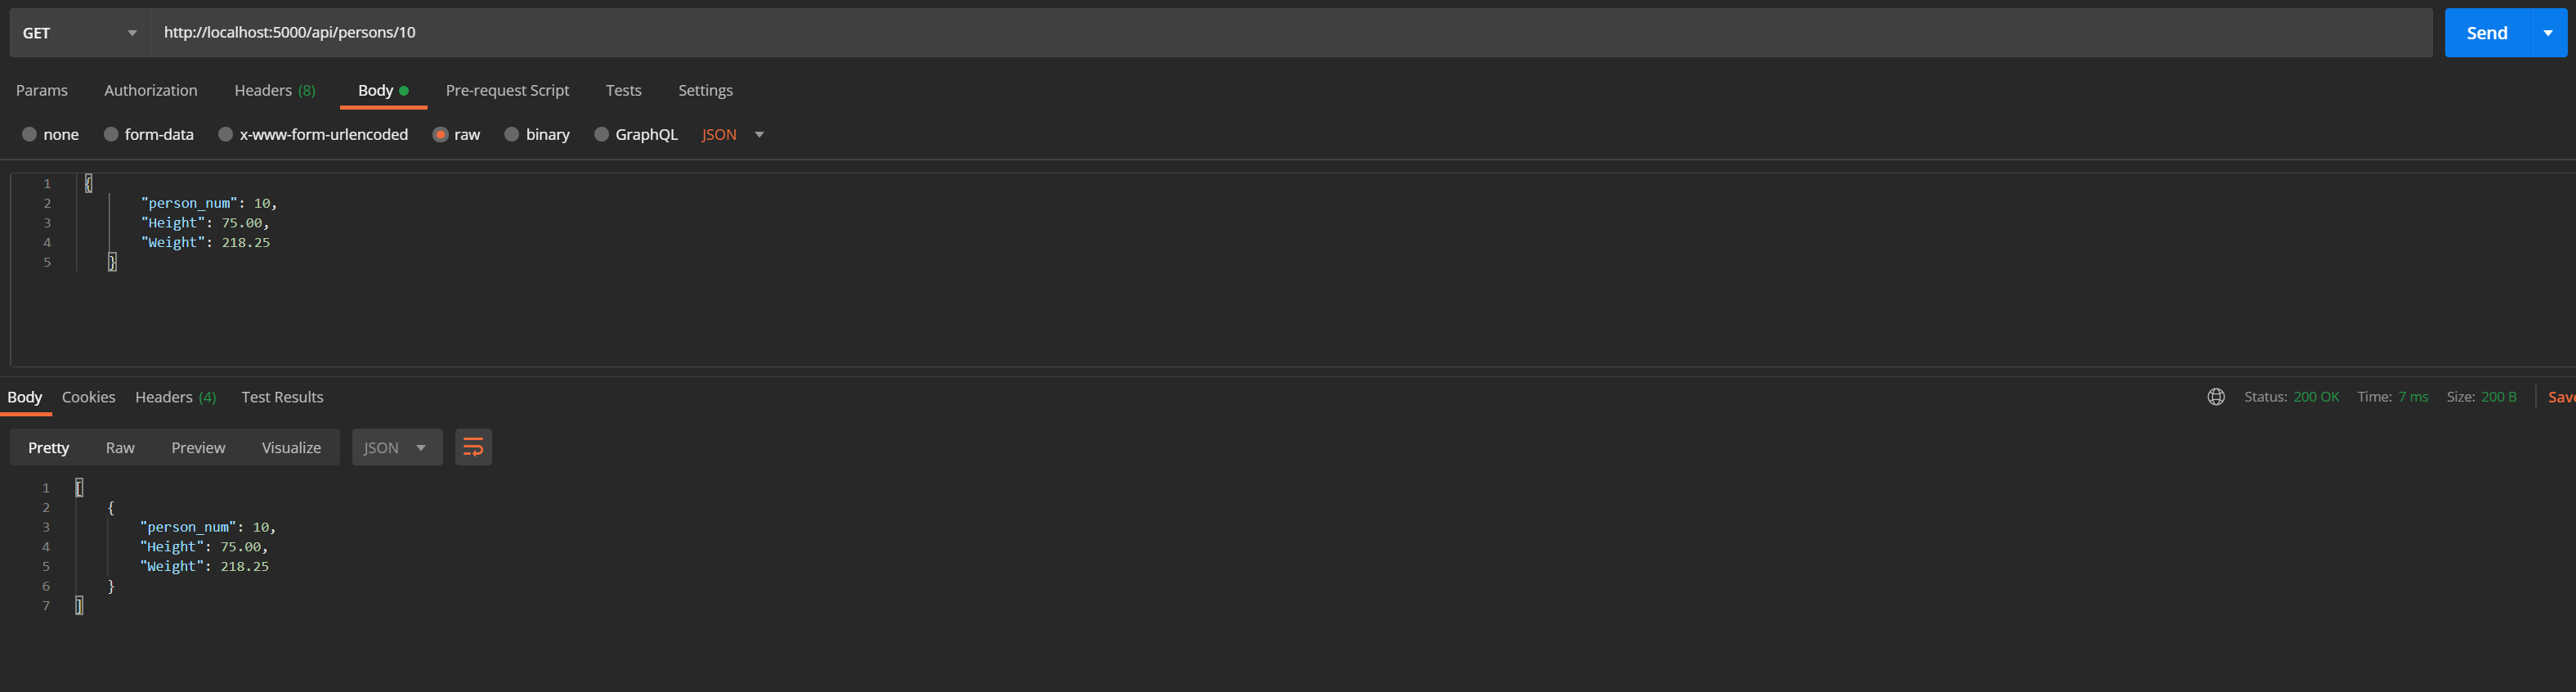 GET http://localhost:5000/api/persons/10 Send
Params Authorization Headers (8) Body Pre-request Script Tests Settings
none form-data x-www-form-urlencoded raw binary GraphQL JSON
1 {
2 "person_num": 10,
3 "Height": 75.00,
4 "Weight": 218.25
5 }
Body Cookies Headers (4) Test Results Status: 200 OK Time: 7 ms Size: 200 B Save
Pretty Raw Preview Visualize JSON
1 [
2 {
3 "person_num": 10,
4 "Height": 75.00,
5 "Weight": 218.25
6 }
7 ]